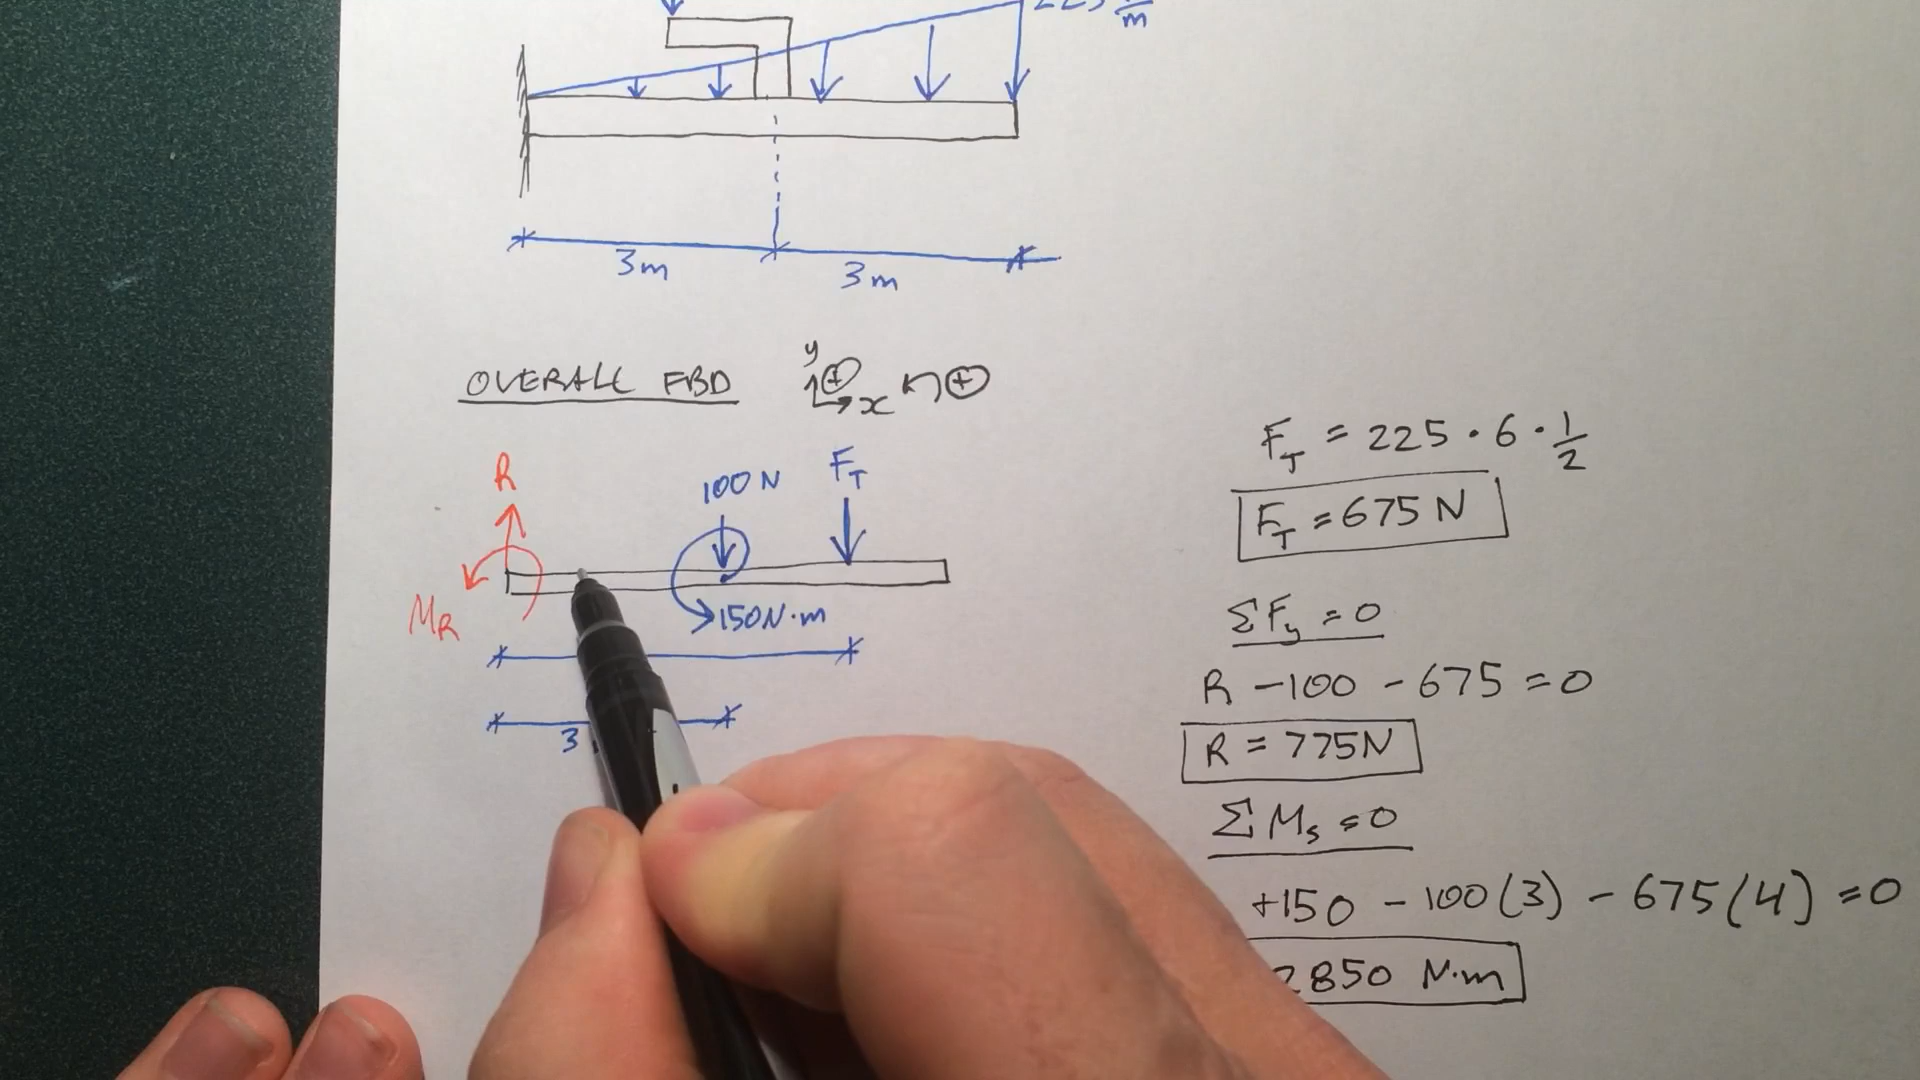 m
3m
3m
OVERALL FBD
y
⊕
x
⊕
R
100 N
F_T
M_R
150N·m
3
F_T = 225 · 6 · 1/2
F_T = 675 N
ΣF_y = 0
R - 100 - 675 = 0
R = 775N
ΣM_s = 0
+150 - 100(3) - 675(4) = 0
2850 N·m